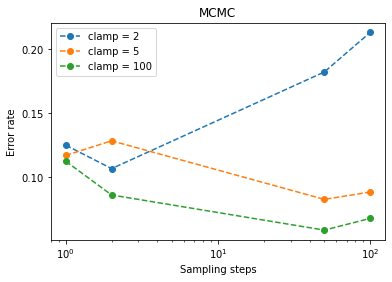 MCMC
clamp = 2
clamp = 5
clamp = 100
Error rate
0.20
0.15
0.10
10⁰
10¹
10²
Sampling steps